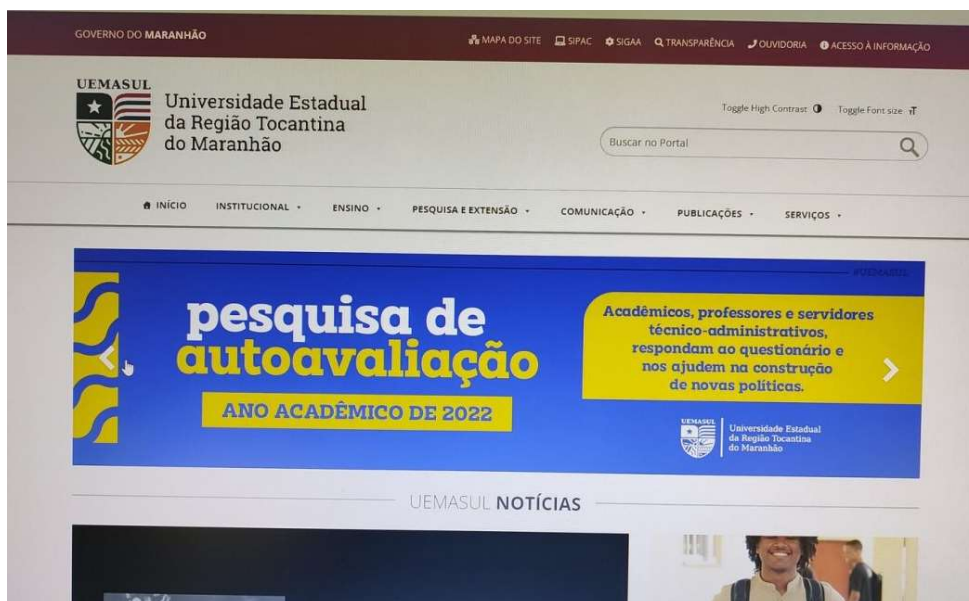 GOVERNO DO MARANHÃO
MAPA DO SITE SIPAC SIGAA TRANSPARÊNCIA OUVIDORIA ACESSO À INFORMAÇÃO
UEMASUL
Universidade Estadual
da Região Tocantina
do Maranhão
Toggle High Contrast Toggle Font size
Buscar no Portal
INÍCIO INSTITUCIONAL ENSINO PESQUISA E EXTENSÃO COMUNICAÇÃO PUBLICAÇÕES SERVIÇOS
#UEMASUL
pesquisa de
autoavaliação
ANO ACADÊMICO DE 2022
Acadêmicos, professores e servidores
técnico-administrativos,
respondam ao questionário e
nos ajudem na construção
de novas políticas.
UEMASUL
Universidade Estadual
da Região Tocantina
do Maranhão
UEMASUL NOTÍCIAS